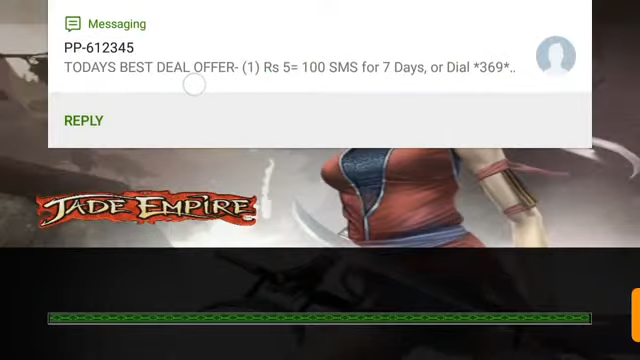 Messaging
PP-612345
TODAYS BEST DEAL OFFER- (1) Rs 5= 100 SMS for 7 Days, or Dial *369*..
REPLY
JADE EMPIRE